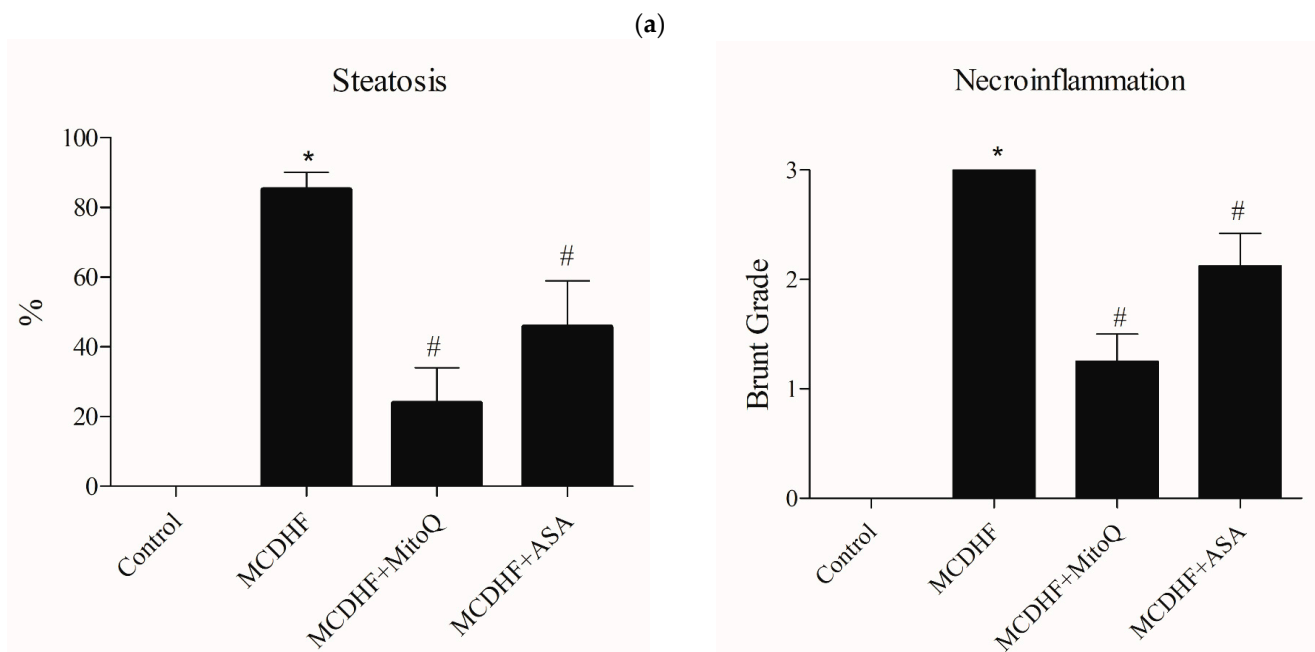 (a)
Steatosis
100
80
60
40
20
0
%
*
#
#
Control
MCDHF
MCDHF+MitoQ
MCDHF+ASA
Necroinflammation
3
2
1
0
Brunt Grade
*
#
#
Control
MCDHF
MCDHF+MitoQ
MCDHF+ASA